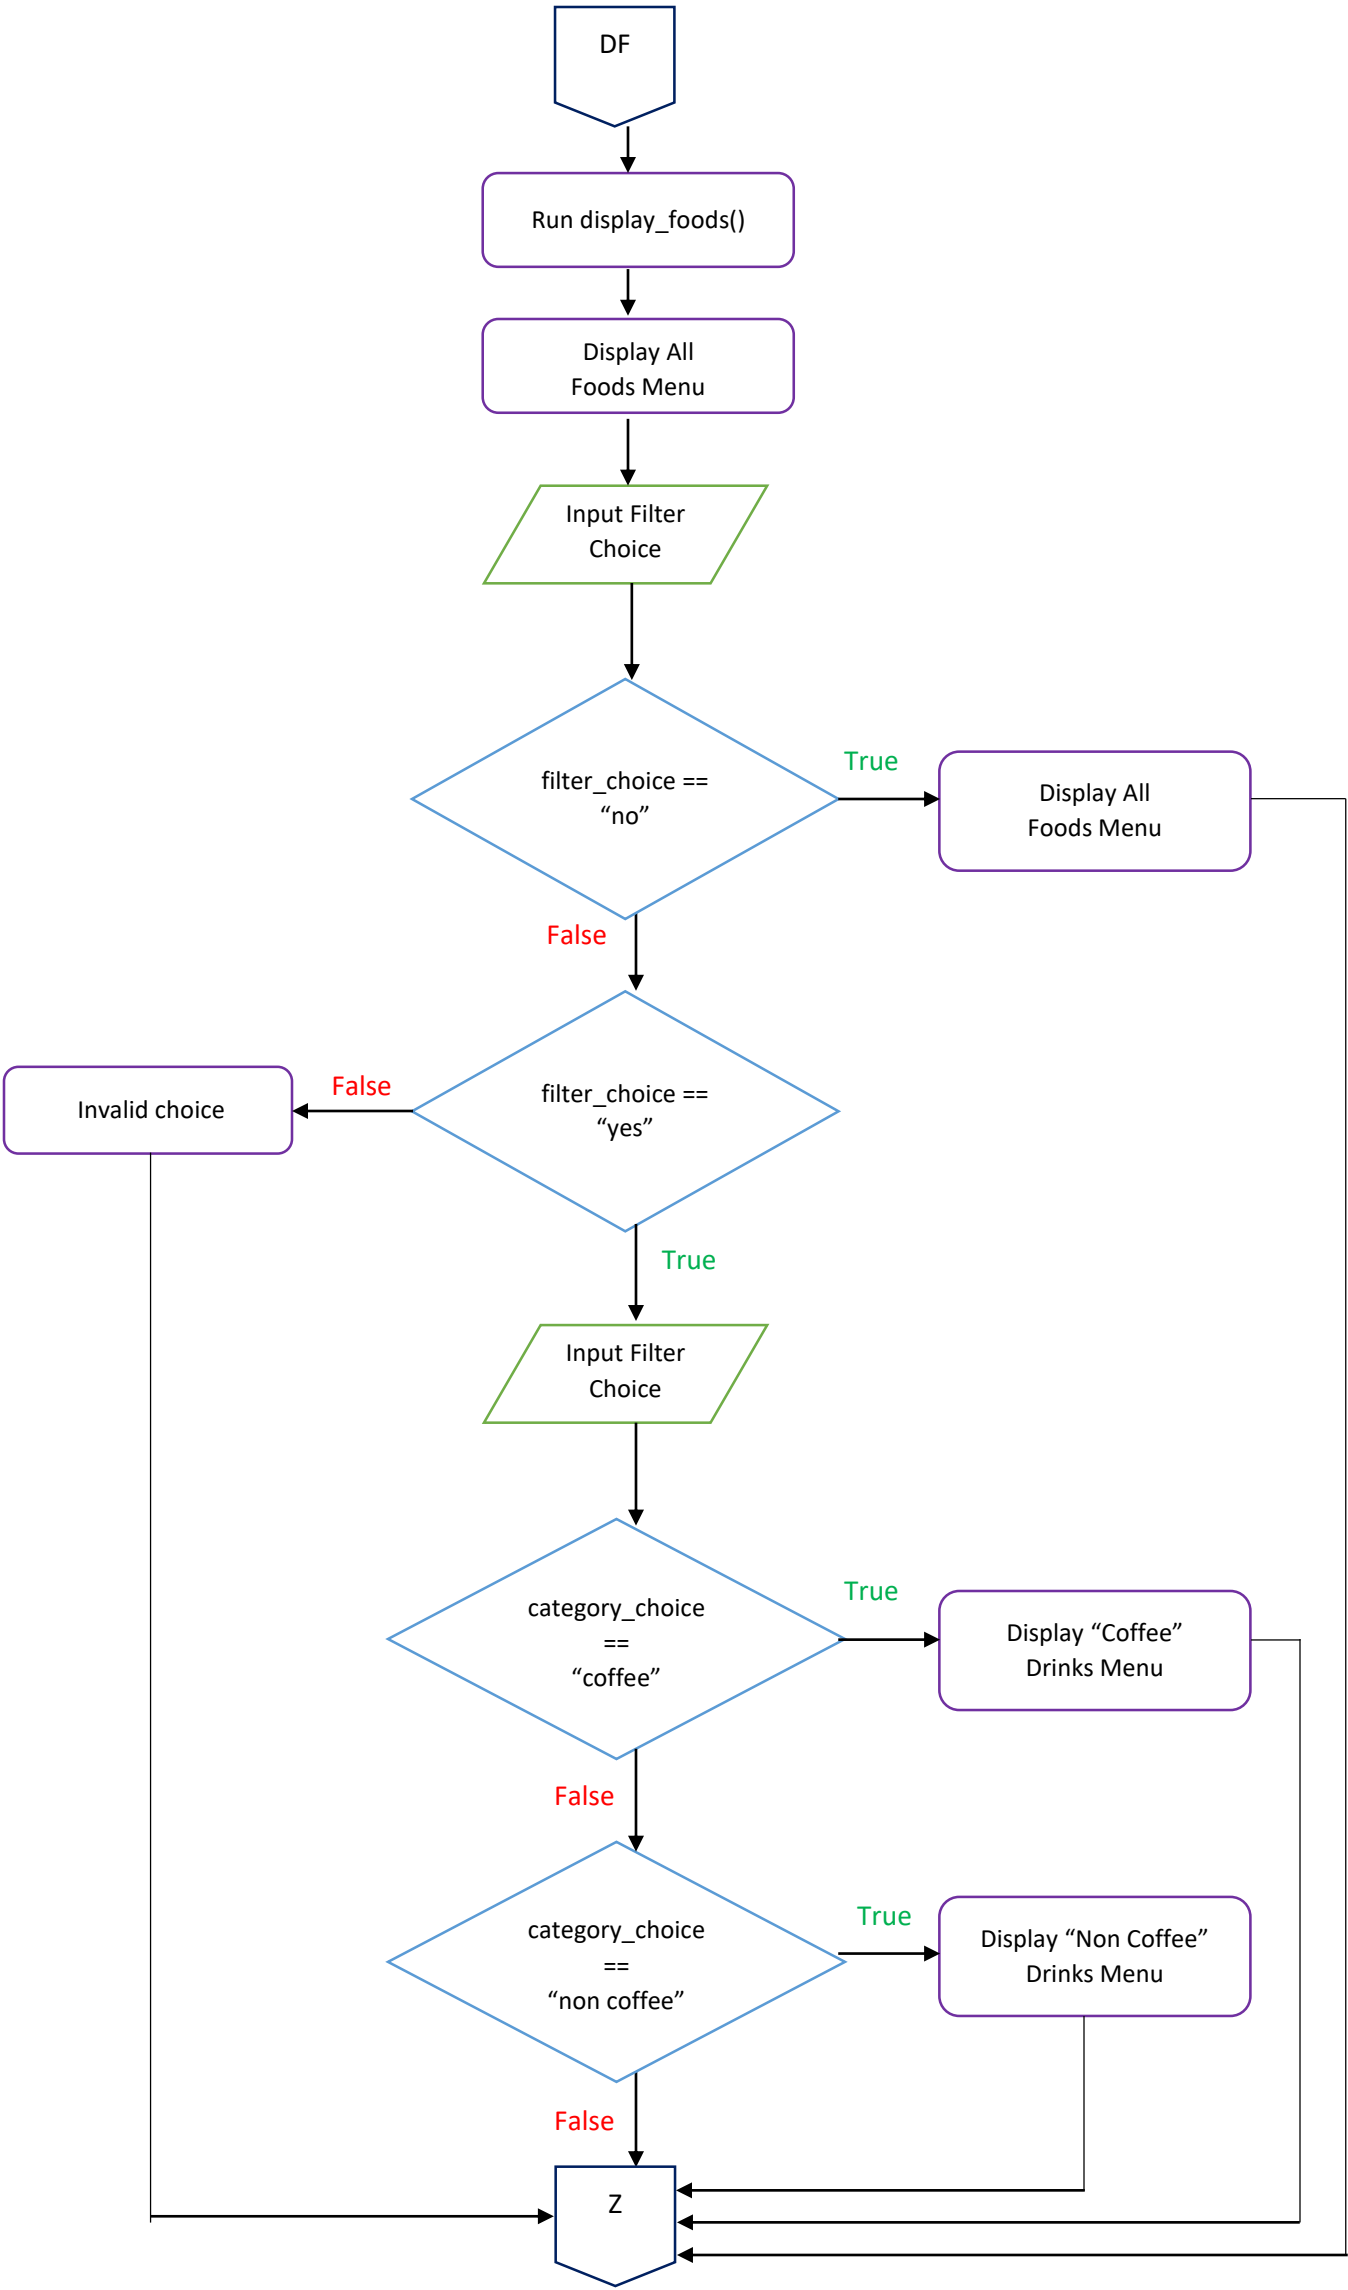 DF
Run display_foods()
Display All
Foods Menu
Input Filter
Choice
filter_choice ==
“no”
True
Display All
Foods Menu
False
filter_choice ==
“yes”
False
Invalid choice
True
Input Filter
Choice
category_choice
==
“coffee”
True
Display “Coffee”
Drinks Menu
False
category_choice
==
“non coffee”
True
Display “Non Coffee”
Drinks Menu
False
Z